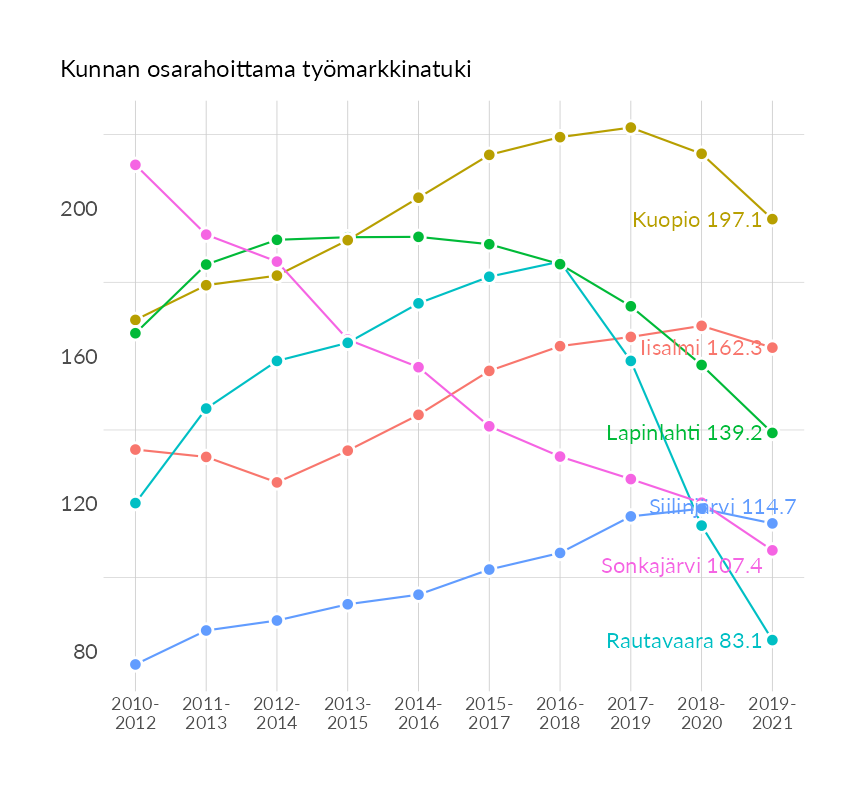 Kunnan osarahoittama työmarkkinatuki
200
160
120
80
Kuopio 197.1
Iisalmi 162.3
Lapinlahti 139.2
Siilinjärvi 114.7
Sonkajärvi 107.4
Rautavaara 83.1
2010- 2011- 2012- 2013- 2014- 2015- 2016- 2017- 2018- 2019-
2012 2013 2014 2015 2016 2017 2018 2019 2020 2021